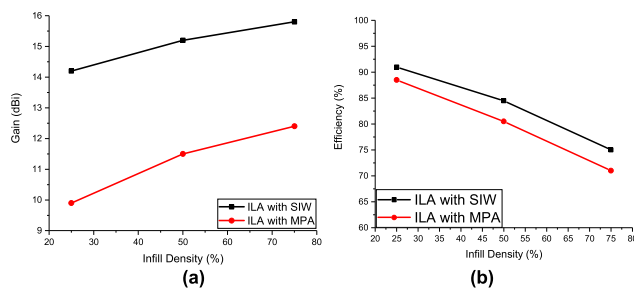 16
15
14
13
12
11
10
9
Gain (dBi)
20 30 40 50 60 70 80
Infill Density (%)
ILA with SIW
ILA with MPA
(a)
100
95
90
85
80
75
70
65
60
Efficiency (%)
20 25 30 35 40 45 50 55 60 65 70 75 80
Infill Density (%)
ILA with SIW
ILA with MPA
(b)